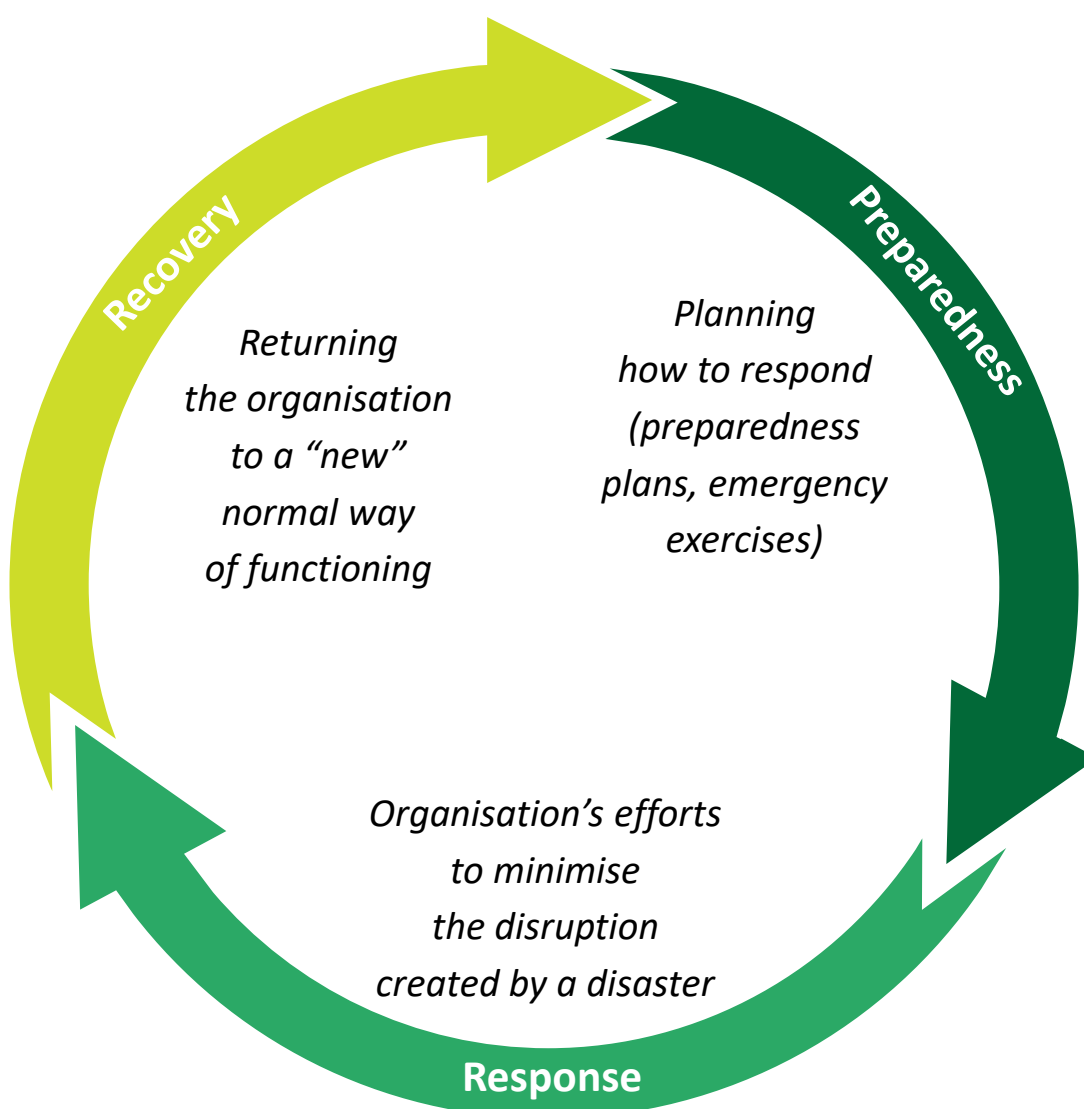 Recovery
Returning
the organisation
to a “new”
normal way
of functioning
Preparedness
Planning
how to respond
(preparedness
plans, emergency
exercises)
Organisation’s efforts
to minimise
the disruption
created by a disaster
Response